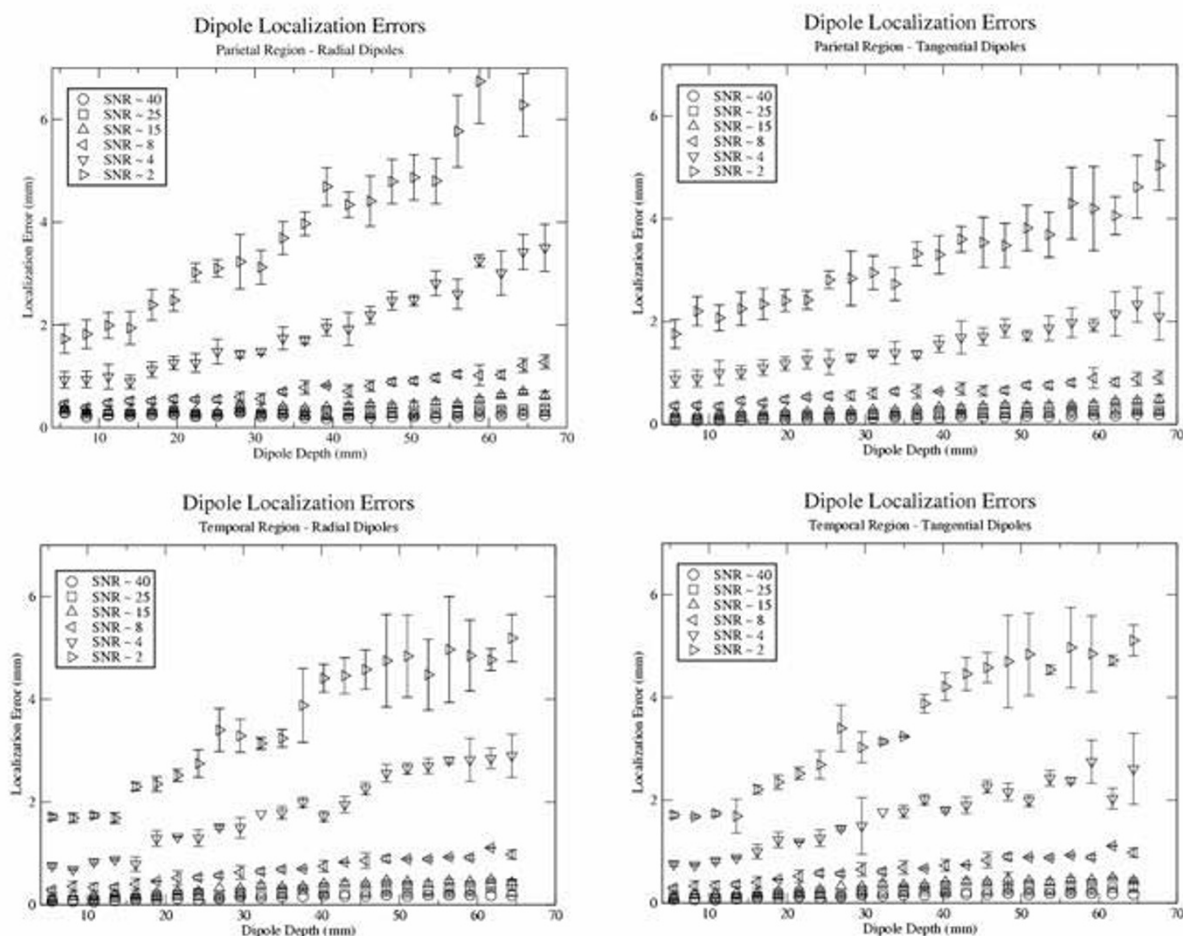 Dipole Localization Errors
Parietal Region - Radial Dipoles
SNR ~ 40
SNR ~ 25
SNR ~ 15
SNR ~ 8
SNR ~ 4
SNR ~ 2
Localization Error (mm)
6
4
2
0
10 20 30 40 50 60 70
Dipole Depth (mm)
Dipole Localization Errors
Parietal Region - Tangential Dipoles
SNR ~ 40
SNR ~ 25
SNR ~ 15
SNR ~ 8
SNR ~ 4
SNR ~ 2
Localization Error (mm)
6
4
2
0
10 20 30 40 50 60 70
Dipole Depth (mm)
Dipole Localization Errors
Temporal Region - Radial Dipoles
SNR ~ 40
SNR ~ 25
SNR ~ 15
SNR ~ 8
SNR ~ 4
SNR ~ 2
Localization Error (mm)
6
4
2
0
10 20 30 40 50 60 70
Dipole Depth (mm)
Dipole Localization Errors
Temporal Region - Tangential Dipoles
SNR ~ 40
SNR ~ 25
SNR ~ 15
SNR ~ 8
SNR ~ 4
SNR ~ 2
Localization Error (mm)
6
4
2
0
10 20 30 40 50 60 70
Dipole Depth (mm)